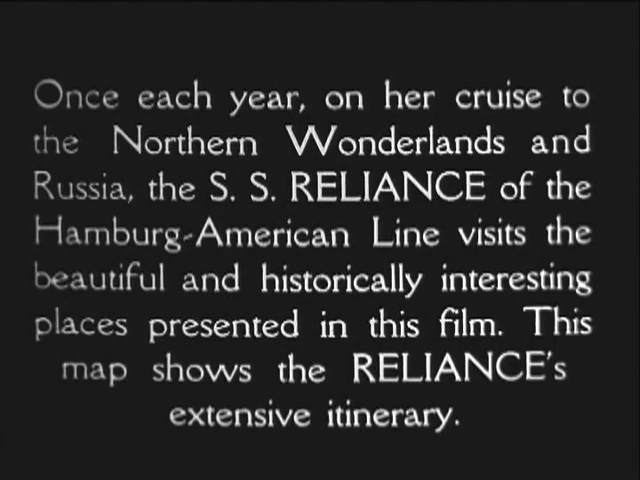 Once each year, on her cruise to
the Northern Wonderlands and
Russia, the S. S. RELIANCE of the
Hamburg-American Line visits the
beautiful and historically interesting
places presented in this film. This
map shows the RELIANCE's
extensive itinerary.